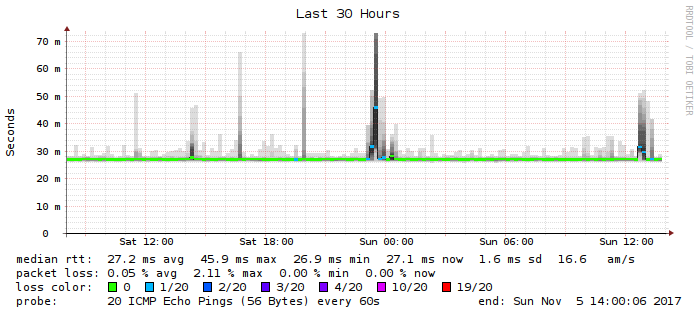 Last 30 Hours
RRDTOOL / TOBI OETIKER
Seconds
70 m
60 m
50 m
40 m
30 m
20 m
10 m
0
Sat 12:00 Sat 18:00 Sun 00:00 Sun 06:00 Sun 12:00
median rtt: 27.2 ms avg 45.9 ms max 26.9 ms min 27.1 ms now 1.6 ms sd 16.6 am/s
packet loss: 0.05 % avg 2.11 % max 0.00 % min 0.00 % now
loss color: 0 1/20 2/20 3/20 4/20 10/20 19/20
probe: 20 ICMP Echo Pings (56 Bytes) every 60s end: Sun Nov 5 14:00:06 2017